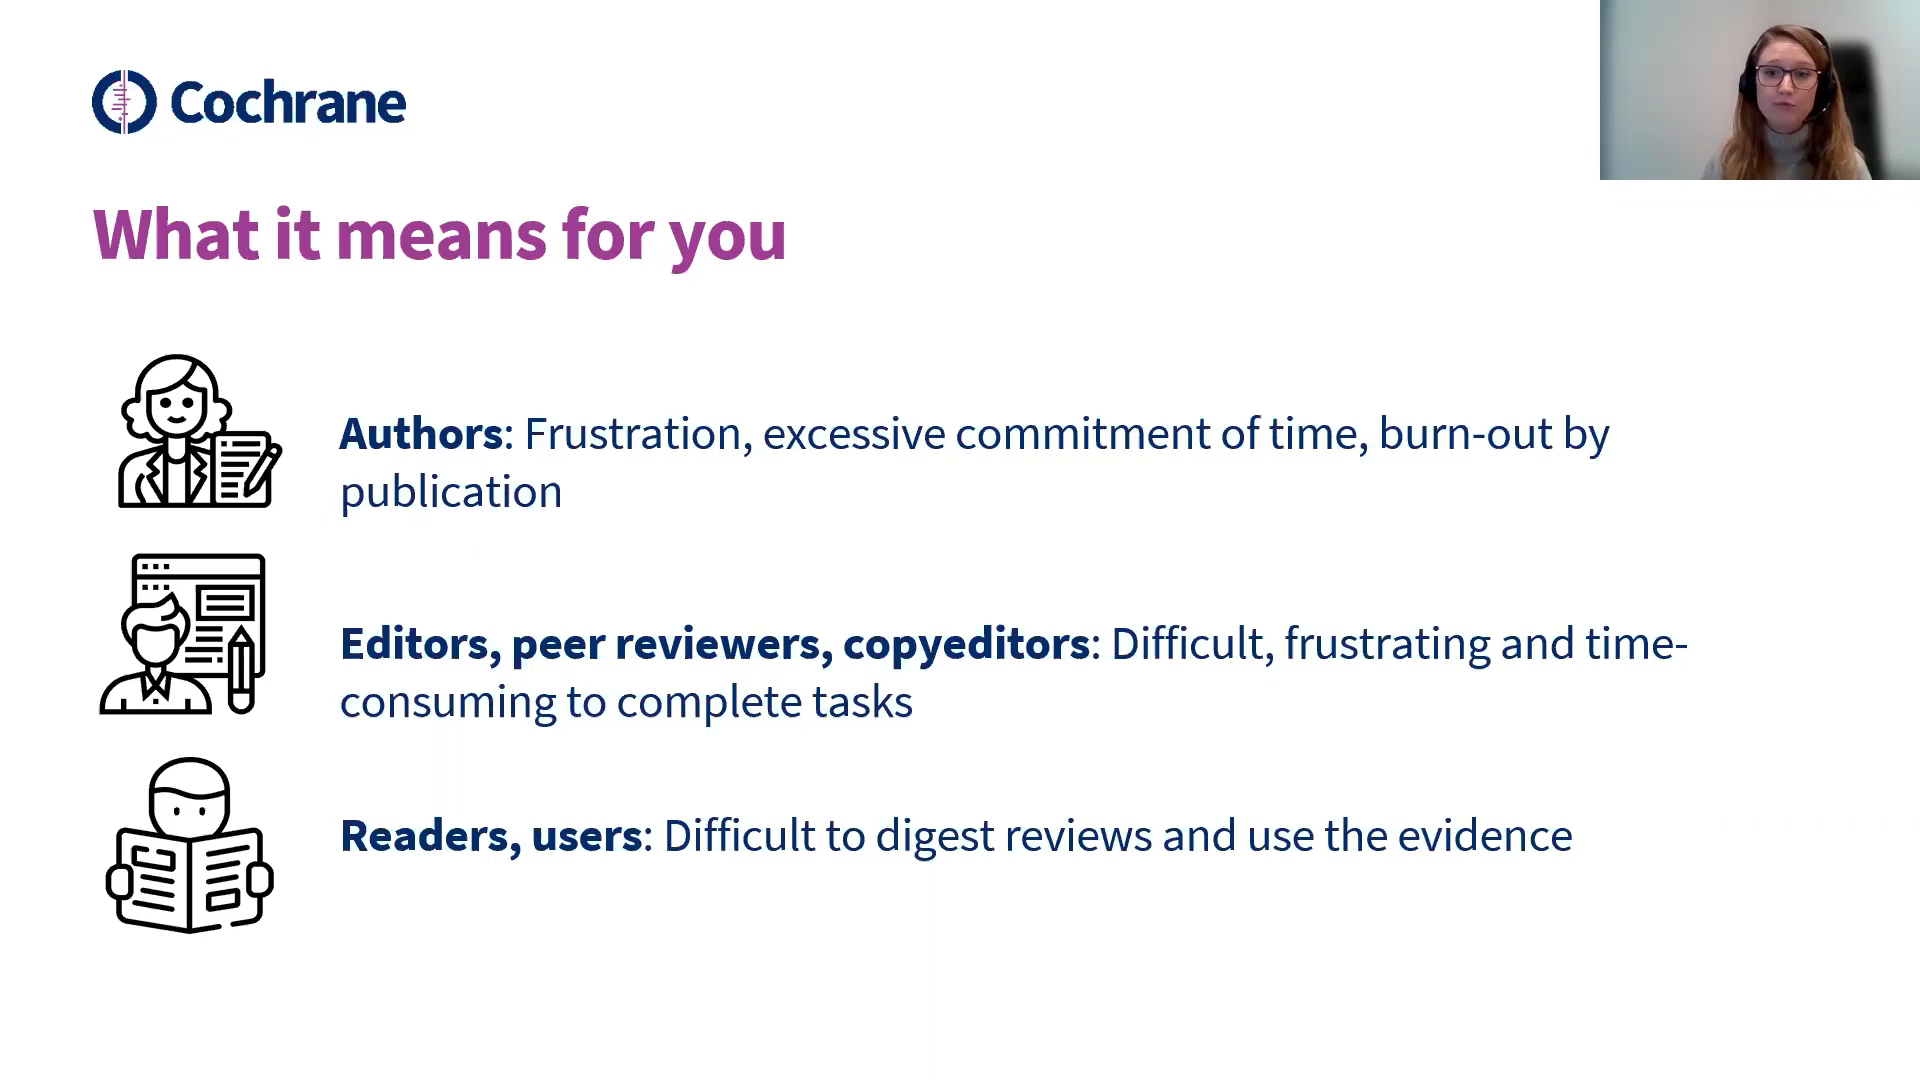 Cochrane
What it means for you
Authors: Frustration, excessive commitment of time, burn-out by
publication
Editors, peer reviewers, copyeditors: Difficult, frustrating and time-
consuming to complete tasks
Readers, users: Difficult to digest reviews and use the evidence